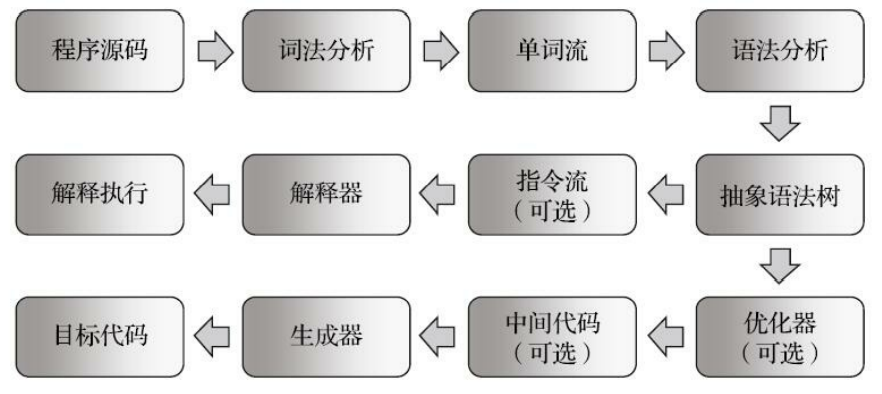 程序源码
词法分析
单词流
语法分析
解释执行
解释器
指令流
（可选）
抽象语法树
目标代码
生成器
中间代码
（可选）
优化器
（可选）